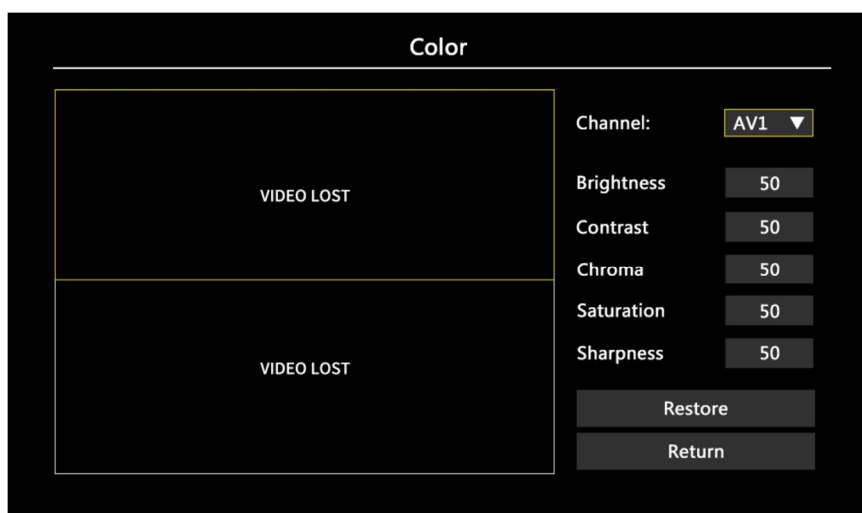 Color
VIDEO LOST
VIDEO LOST
Channel: AV1 ▼
Brightness 50
Contrast 50
Chroma 50
Saturation 50
Sharpness 50
Restore
Return